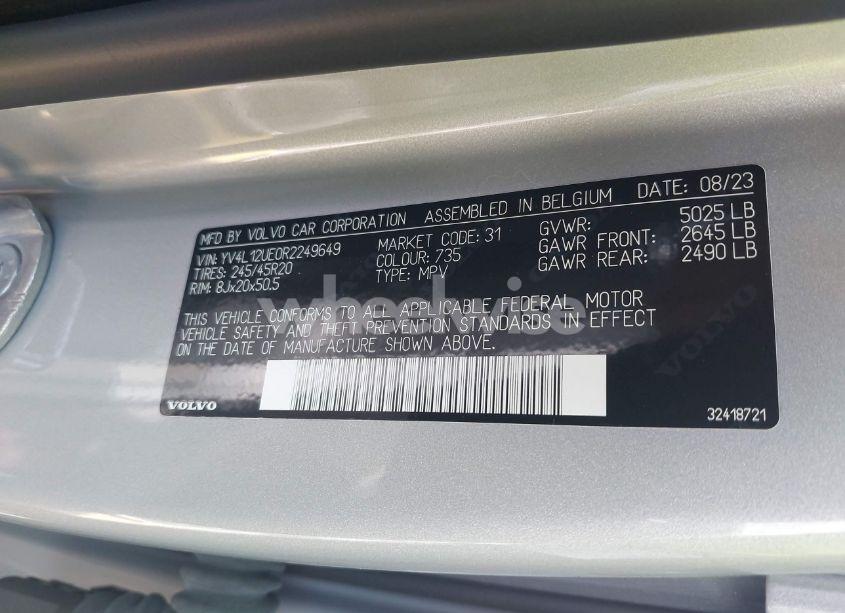 MFD BY VOLVO CAR CORPORATION ASSEMBLED IN BELGIUM DATE: 08/23
VIN: YV4L12UE0R2249649 MARKET CODE: 31 GVWR: 5025 LB
TIRES: 245/45R20 COLOUR: 735 GAWR FRONT: 2645 LB
RIM: 8Jx20x50.5 TYPE: MPV GAWR REAR: 2490 LB
wheelwise
THIS VEHICLE CONFORMS TO ALL APPLICABLE FEDERAL MOTOR
VEHICLE SAFETY AND THEFT PREVENTION STANDARDS IN EFFECT
ON THE DATE OF MANUFACTURE SHOWN ABOVE.
VOLVO
VOLVO 32418721